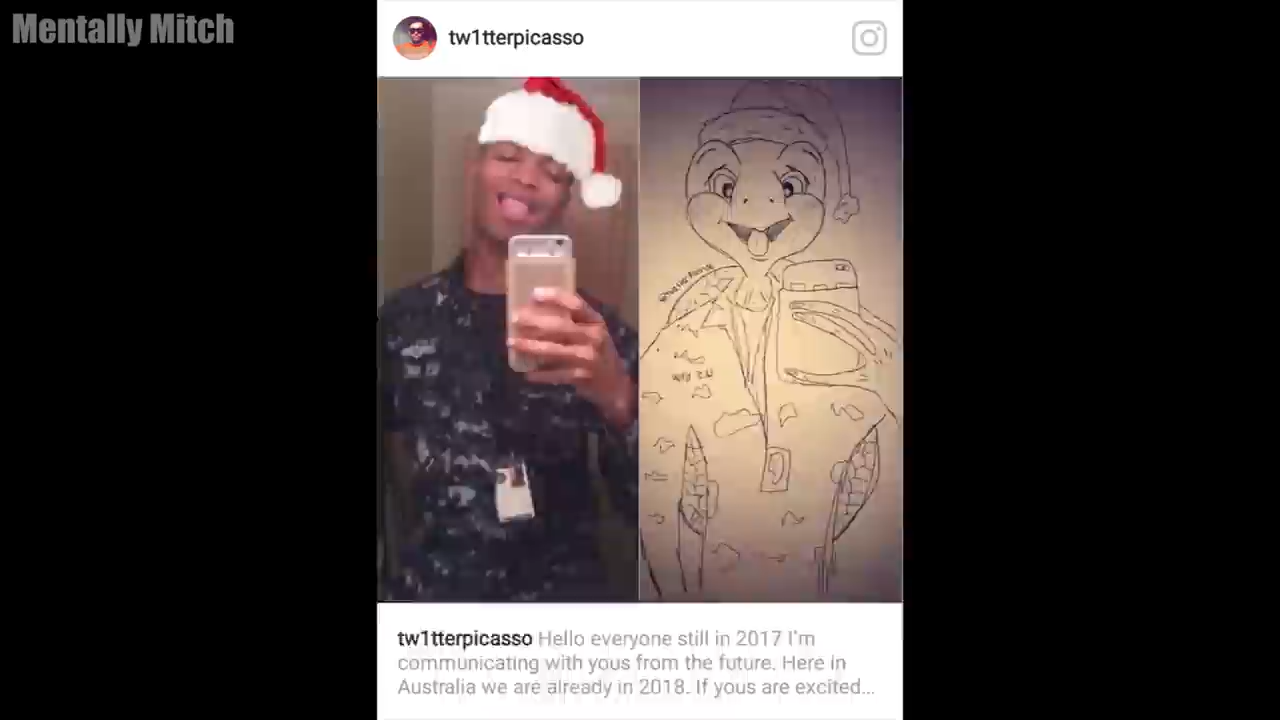 Mentally Mitch
tw1tterpicasso
tw1tterpicasso Hello everyone still in 2017 I'm
communicating with yous from the future. Here in
Australia we are already in 2018. If yous are excited...